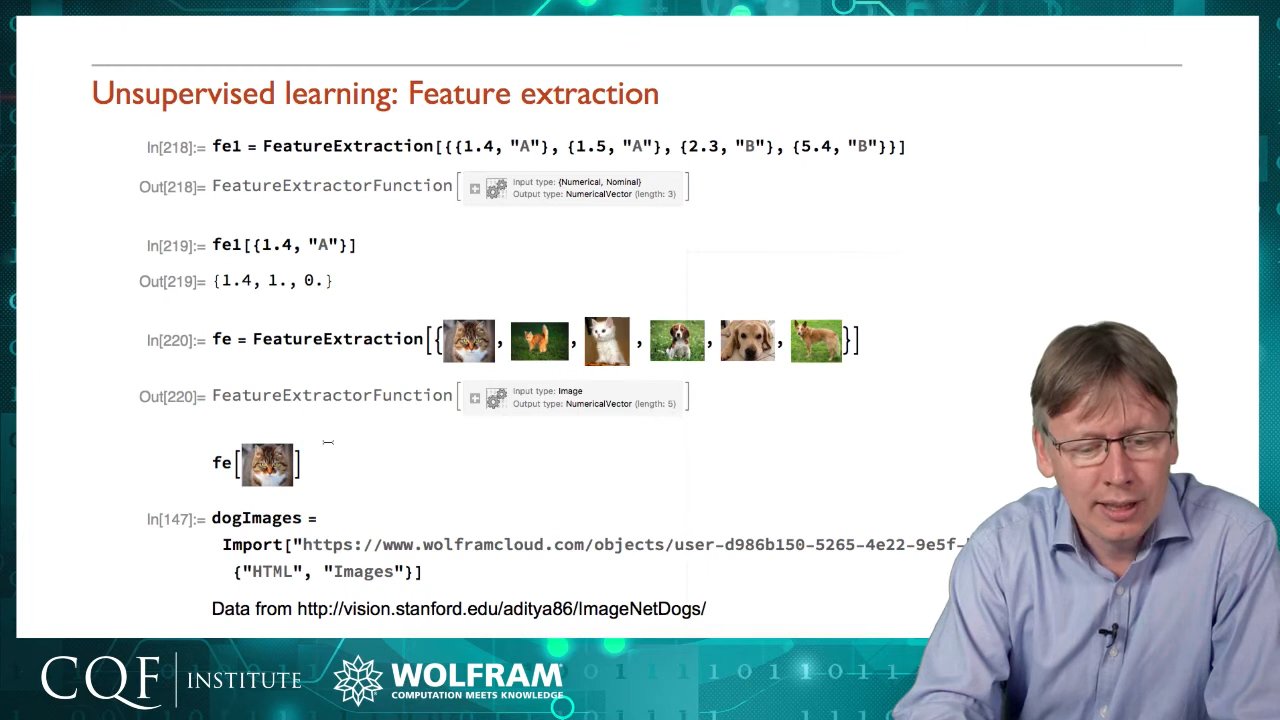 Unsupervised learning: Feature extraction
In[218]:= fe1 = FeatureExtraction[{{1.4, "A"}, {1.5, "A"}, {2.3, "B"}, {5.4, "B"}}]
Out[218]= FeatureExtractorFunction[
Input type: {Numerical, Nominal}
Output type: NumericalVector (length: 3)
]
In[219]:= fe1[{1.4, "A"}]
Out[219]= {1.4, 1., 0.}
In[220]:= fe = FeatureExtraction[{ , , , , , }]
Out[220]= FeatureExtractorFunction[
Input type: Image
Output type: NumericalVector (length: 5)
]
fe[ ]
In[147]:= dogImages =
Import["https://www.wolframcloud.com/objects/user-d986b150-5265-4e22-9e5f-
{"HTML", "Images"}]
Data from http://vision.stanford.edu/aditya86/ImageNetDogs/
CQF INSTITUTE
WOLFRAM
COMPUTATION MEETS KNOWLEDGE